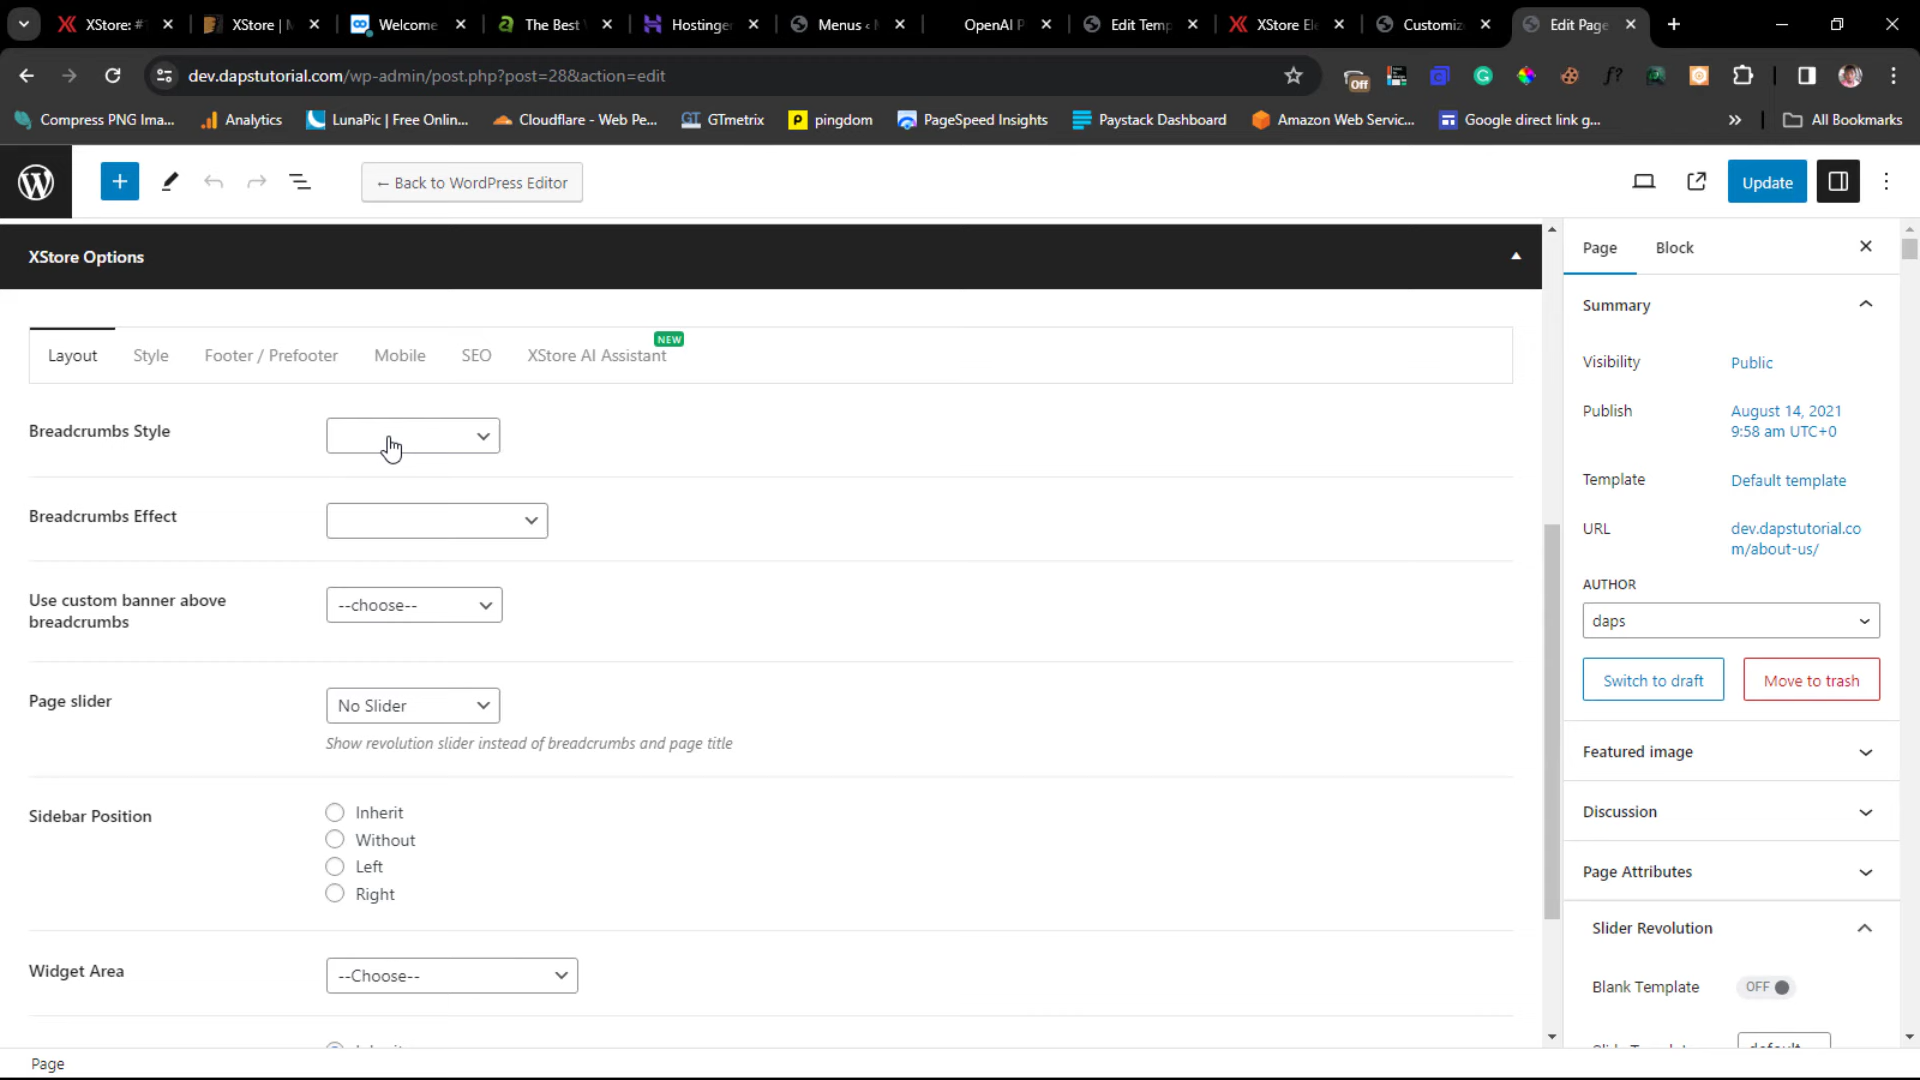 XStore: #
XStore | M
Welcome
The Best
Hostinger
Menus ‹
OpenAI P
Edit Temp
XStore Ele
Customiz
Edit Page
dev.dapstutorial.com/wp-admin/post.php?post=28&action=edit
Off
Compress PNG Ima...
Analytics
LunaPic | Free Onlin...
Cloudflare - Web Pe...
GTmetrix
pingdom
PageSpeed Insights
Paystack Dashboard
Amazon Web Servic...
Google direct link g...
»
All Bookmarks
← Back to WordPress Editor
Update
XStore Options
Page
Block
Summary
NEW
Layout
Style
Footer / Prefooter
Mobile
SEO
XStore AI Assistant
Visibility
Public
Publish
August 14, 2021
9:58 am UTC+0
Breadcrumbs Style
Template
Default template
Breadcrumbs Effect
URL
dev.dapstutorial.co
m/about-us/
Use custom banner above
breadcrumbs
--choose--
AUTHOR
daps
Switch to draft
Move to trash
Page slider
No Slider
Show revolution slider instead of breadcrumbs and page title
Featured image
Sidebar Position
Inherit
Without
Left
Right
Discussion
Page Attributes
Slider Revolution
Widget Area
--Choose--
Blank Template
OFF
default
Page